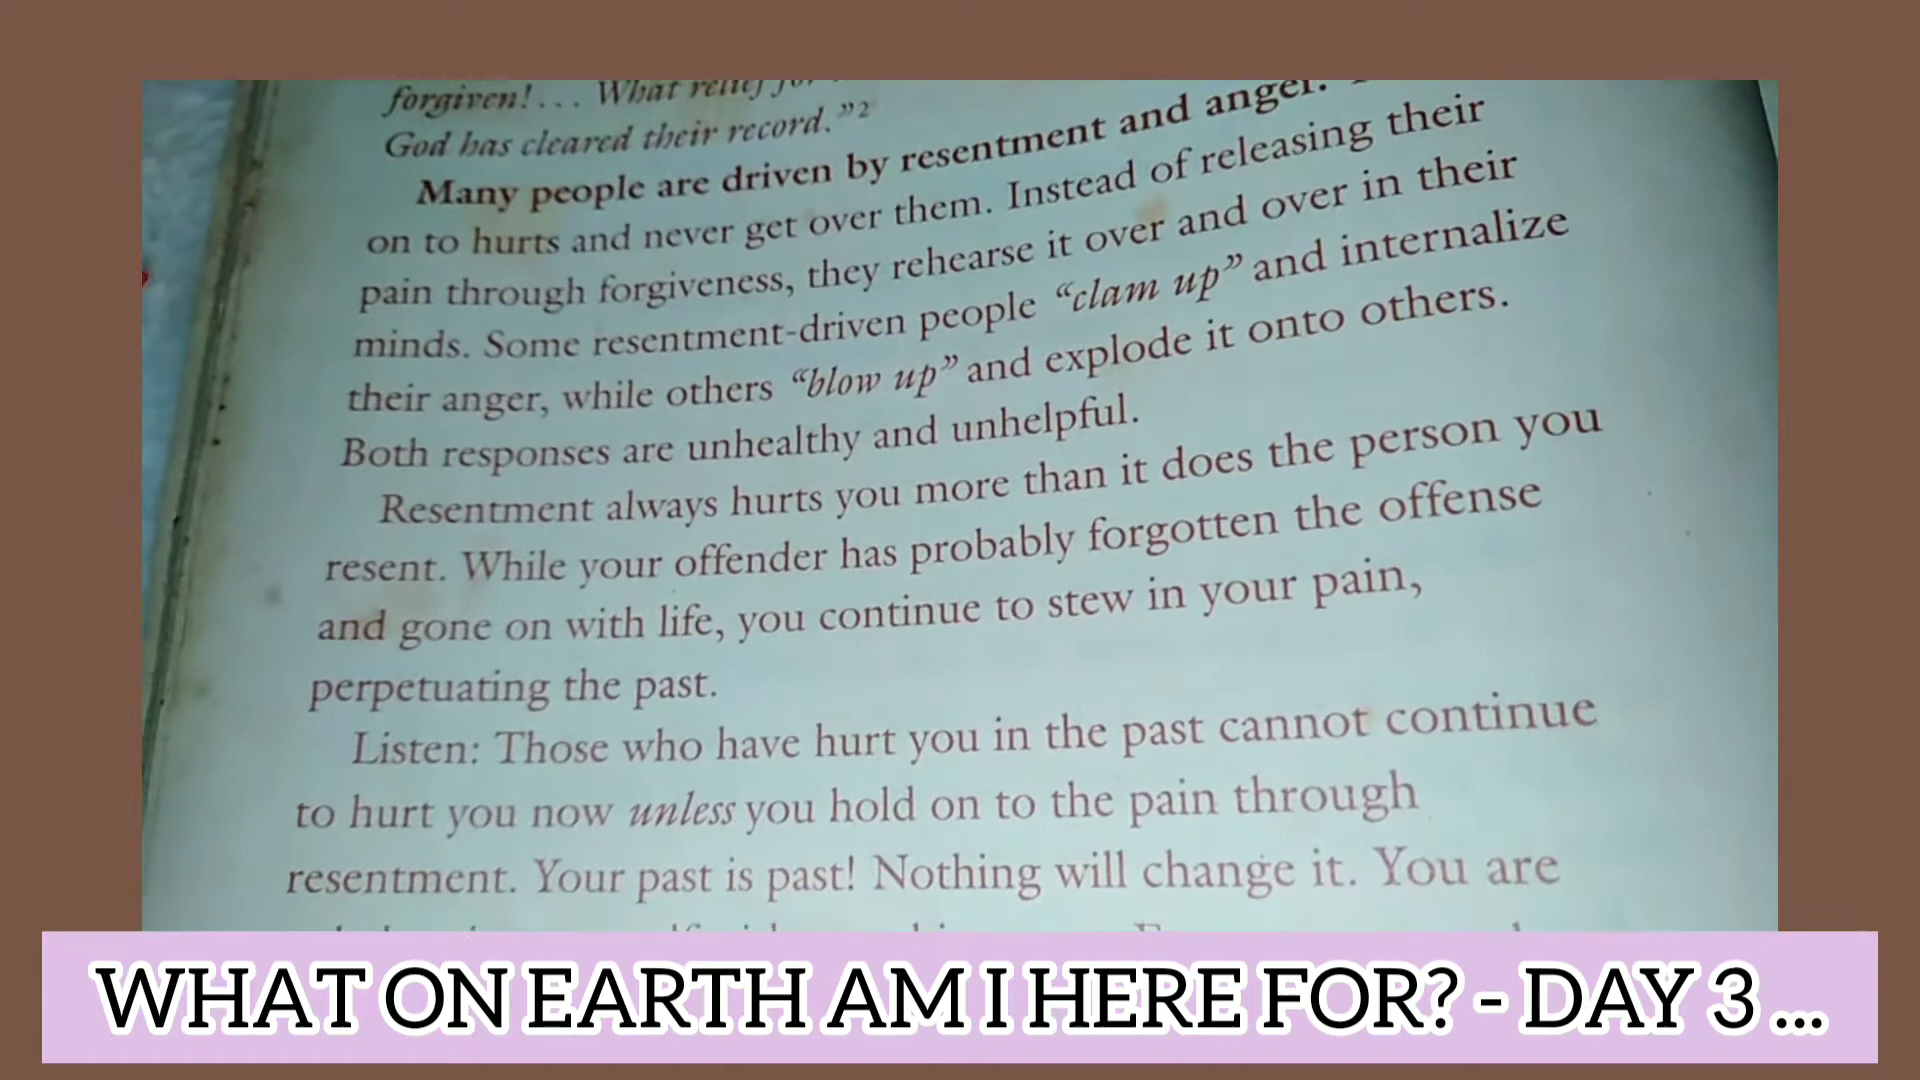 forgiven! . . . What relief for
God has cleared their record.”2
Many people are driven by resentment and anger.
on to hurts and never get over them. Instead of releasing their
pain through forgiveness, they rehearse it over and over in their
minds. Some resentment-driven people “clam up” and internalize
their anger, while others “blow up” and explode it onto others.
Both responses are unhealthy and unhelpful.
Resentment always hurts you more than it does the person you
resent. While your offender has probably forgotten the offense
and gone on with life, you continue to stew in your pain,
perpetuating the past.
Listen: Those who have hurt you in the past cannot continue
to hurt you now unless you hold on to the pain through
resentment. Your past is past! Nothing will change it. You are
WHAT ON EARTH AM I HERE FOR? - DAY 3 ...